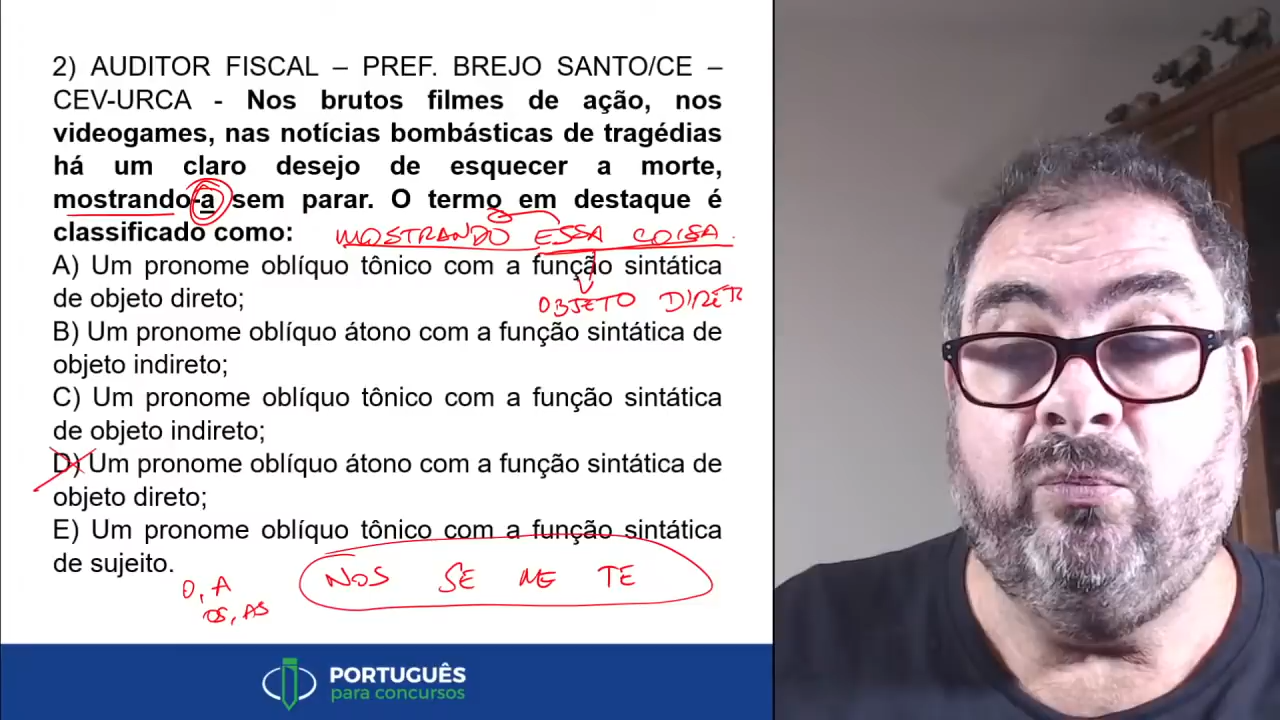 2) AUDITOR FISCAL – PREF. BREJO SANTO/CE –
CEV-URCA - Nos brutos filmes de ação, nos
videogames, nas notícias bombásticas de tragédias
há um claro desejo de esquecer a morte,
mostrando-a sem parar. O termo em destaque é
classificado como:
MOSTRANDO ESSA COISA.
A) Um pronome oblíquo tônico com a função sintática
de objeto direto;
OBJETO DIRET
B) Um pronome oblíquo átono com a função sintática de
objeto indireto;
C) Um pronome oblíquo tônico com a função sintática
de objeto indireto;
D) Um pronome oblíquo átono com a função sintática de
objeto direto;
E) Um pronome oblíquo tônico com a função sintática
de sujeito.
O, A
OS, AS
NOS SE ME TE
PORTUGUÊS
para concursos